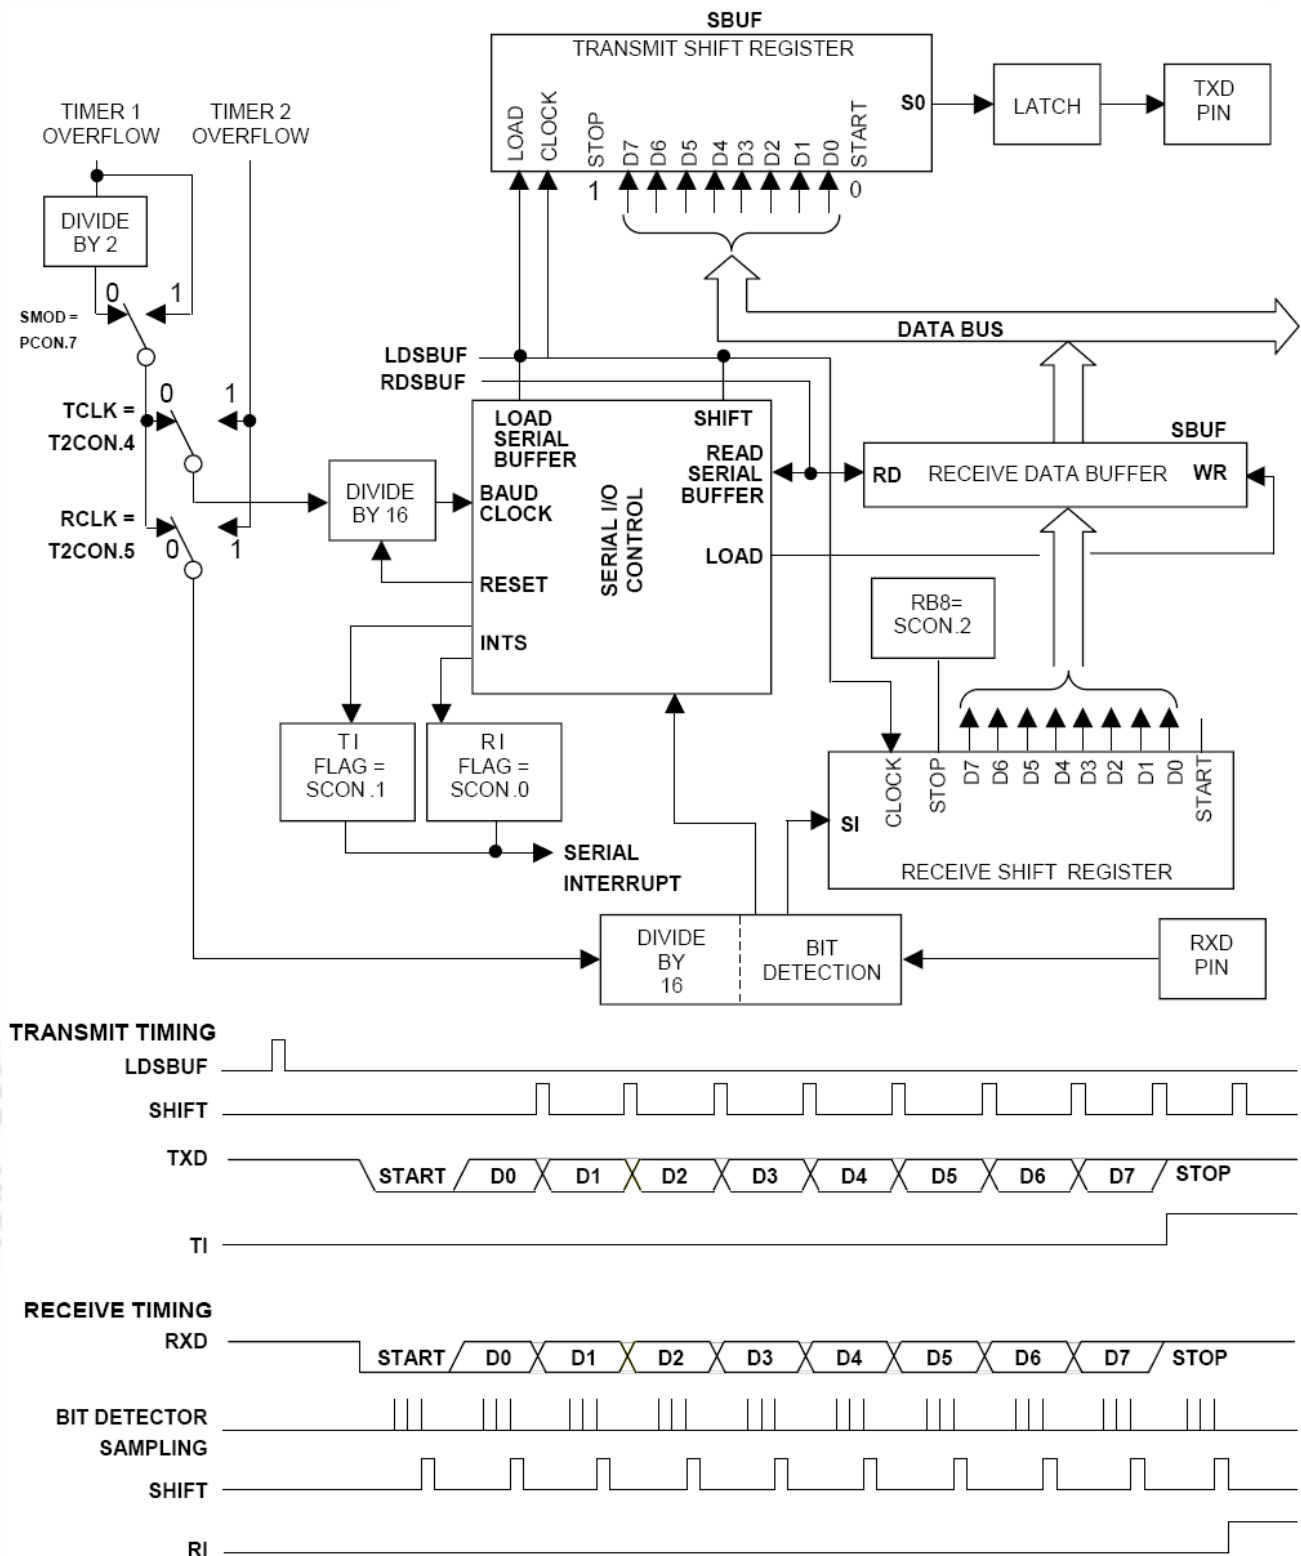 SBUF
TRANSMIT SHIFT REGISTER
LOAD
CLOCK
STOP
D7
D6
D5
D4
D3
D2
D1
D0
START
S0
LATCH
TXD
PIN
1
0
TIMER 1
OVERFLOW
TIMER 2
OVERFLOW
DIVIDE
BY 2
0
1
SMOD =
PCON.7
DATA BUS
LDSBUF
RDSBUF
TCLK =
T2CON.4
0
1
LOAD
SERIAL
BUFFER
SHIFT
READ
SERIAL
BUFFER
SBUF
RD
RECEIVE DATA BUFFER
WR
DIVIDE
BY 16
BAUD
CLOCK
SERIAL I/O
CONTROL
RCLK =
T2CON.5
0
1
LOAD
RESET
INTS
RB8=
SCON.2
TI
FLAG =
SCON.1
RI
FLAG =
SCON.0
SERIAL
INTERRUPT
SI
CLOCK
STOP
D7
D6
D5
D4
D3
D2
D1
D0
START
RECEIVE SHIFT REGISTER
DIVIDE
BY
16
BIT
DETECTION
RXD
PIN
TRANSMIT TIMING
LDSBUF
SHIFT
TXD START D0 D1 D2 D3 D4 D5 D6 D7 STOP
TI
RECEIVE TIMING
RXD START D0 D1 D2 D3 D4 D5 D6 D7 STOP
BIT DETECTOR
SAMPLING
SHIFT
RI